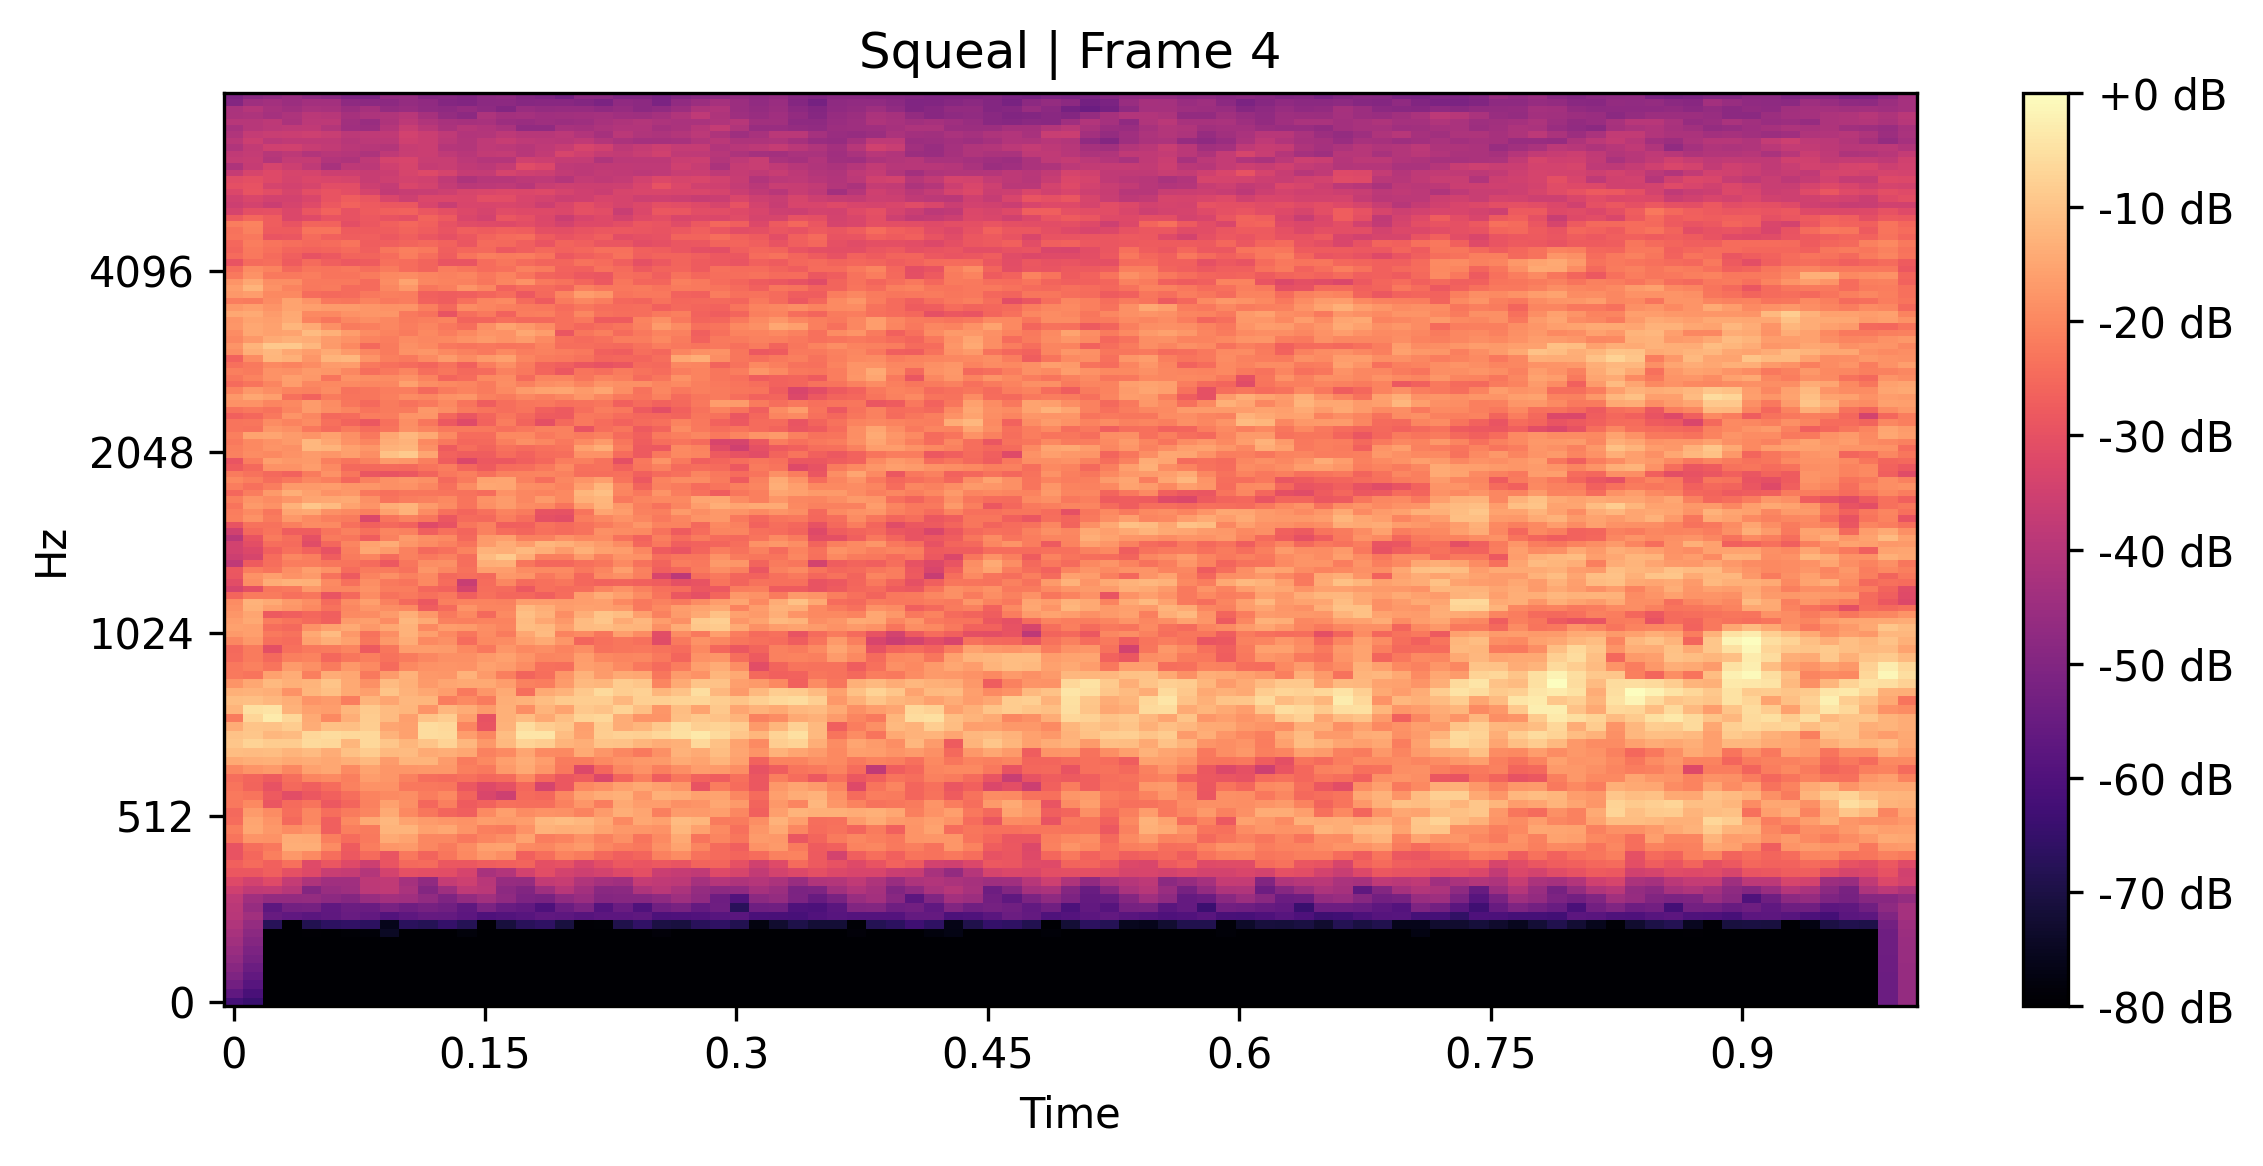 Squeal | Frame 4
+0 dB
-10 dB
-20 dB
-30 dB
-40 dB
-50 dB
-60 dB
-70 dB
-80 dB
Hz
4096
2048
1024
512
0
0 0.15 0.3 0.45 0.6 0.75 0.9
Time